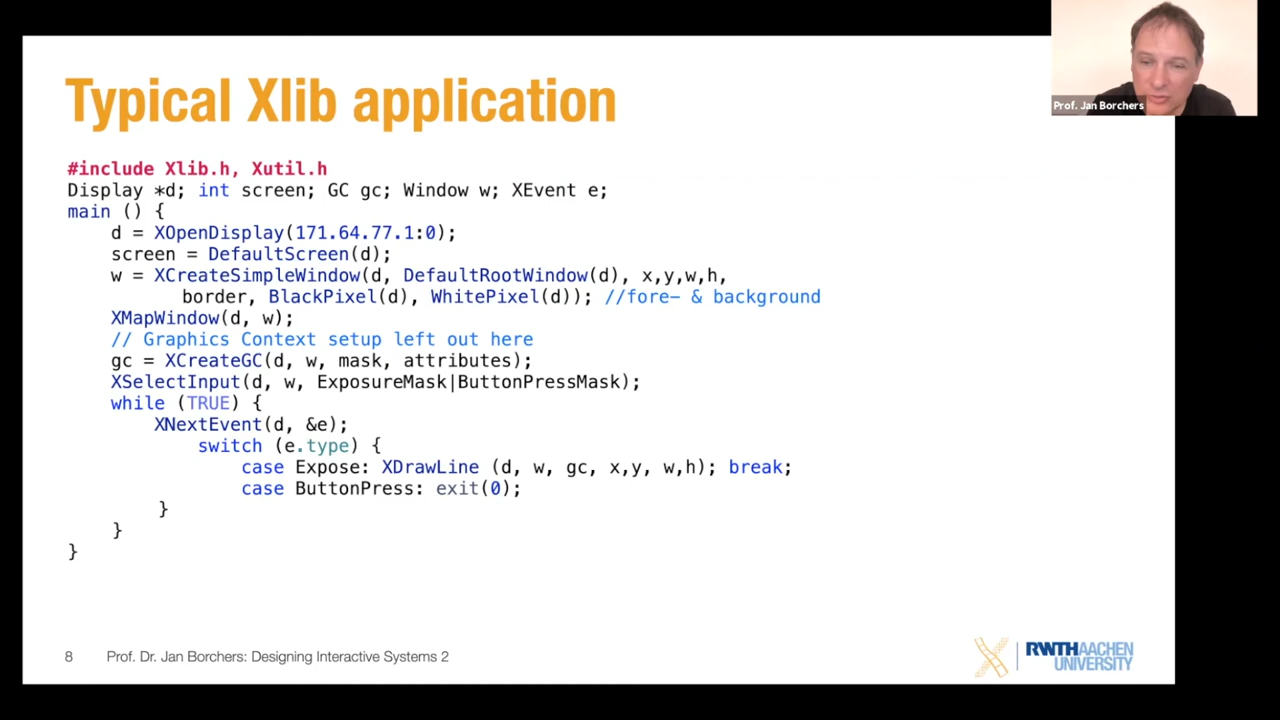 Typical Xlib application
Prof. Jan Borchers
#include Xlib.h, Xutil.h
Display *d; int screen; GC gc; Window w; XEvent e;
main () {
d = XOpenDisplay(171.64.77.1:0);
screen = DefaultScreen(d);
w = XCreateSimpleWindow(d, DefaultRootWindow(d), x,y,w,h,
border, BlackPixel(d), WhitePixel(d)); //fore- & background
XMapWindow(d, w);
// Graphics Context setup left out here
gc = XCreateGC(d, w, mask, attributes);
XSelectInput(d, w, ExposureMask|ButtonPressMask);
while (TRUE) {
XNextEvent(d, &e);
switch (e.type) {
case Expose: XDrawLine (d, w, gc, x,y, w,h); break;
case ButtonPress: exit(0);
}
}
}
8 Prof. Dr. Jan Borchers: Designing Interactive Systems 2
RWTHAACHEN
UNIVERSITY